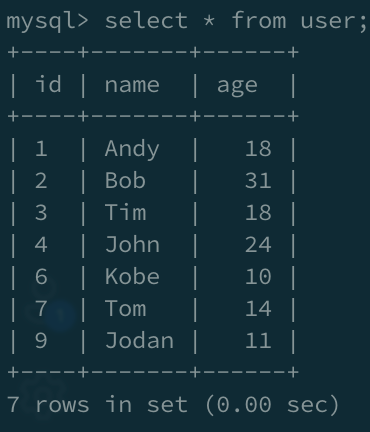 mysql> select * from user;
+----+-------+------+
| id | name  | age  |
+----+-------+------+
| 1  | Andy  |   18 |
| 2  | Bob   |   31 |
| 3  | Tim   |   18 |
| 4  | John  |   24 |
| 6  | Kobe  |   10 |
| 7  | Tom   |   14 |
| 9  | Jodan |   11 |
+----+-------+------+
7 rows in set (0.00 sec)